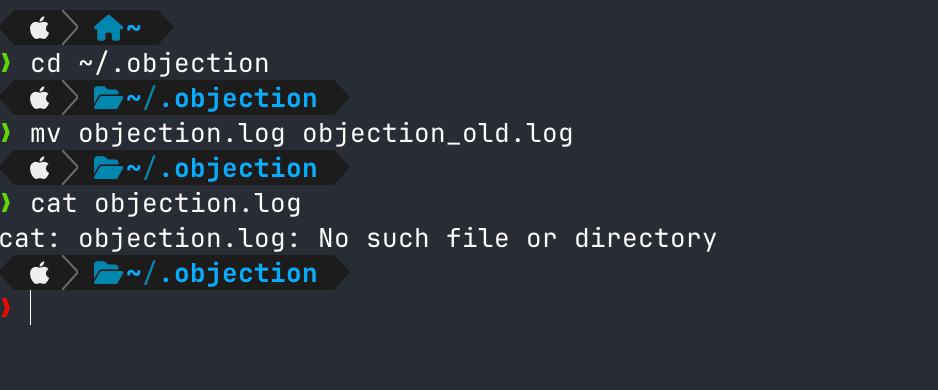 ~
❯ cd ~/.objection
~/.objection
❯ mv objection.log objection_old.log
~/.objection
❯ cat objection.log
cat: objection.log: No such file or directory
~/.objection
❯